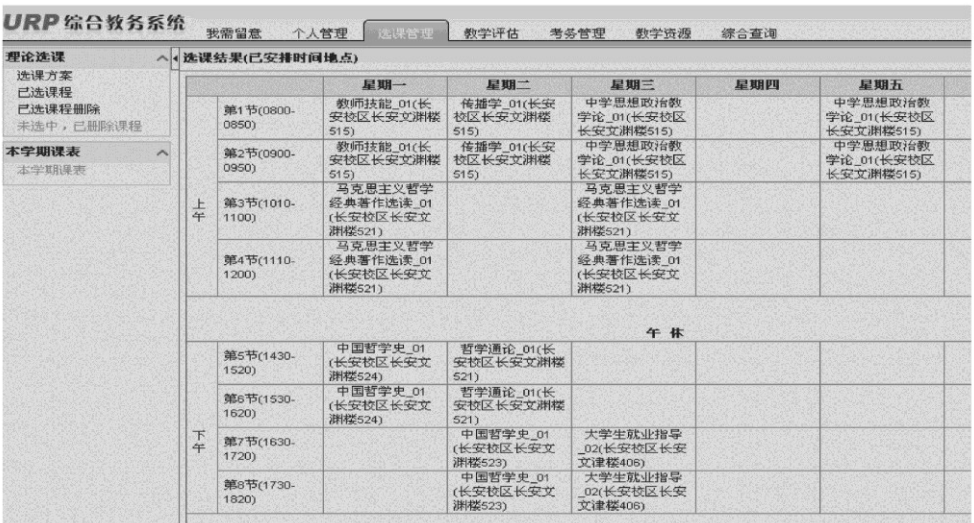 URP 综合教务系统
我需留意 个人管理 选课管理 教学评估 考务管理 教学资源 综合查询
理论选课
选课方案
已选课程
已选课程删除
未选中，已删除课程
本学期课表
本学期课表
选课结果(已安排时间地点)
星期一 星期二 星期三 星期四 星期五
上午
第1节(0800-
0850)
教师技能_01(长
安校区长安文渊楼
515)
传播学_01(长安
校区长安文渊楼
515)
中学思想政治教
学论_01(长安校区
长安文渊楼515)
中学思想政治教
学论_01(长安校区
长安文渊楼515)
第2节(0900-
0950)
教师技能_01(长
安校区长安文渊楼
515)
传播学_01(长安
校区长安文渊楼
515)
中学思想政治教
学论_01(长安校区
长安文渊楼515)
中学思想政治教
学论_01(长安校区
长安文渊楼515)
第3节(1010-
1100)
马克思主义哲学
经典著作选读_01
(长安校区长安文
渊楼521)
马克思主义哲学
经典著作选读_01
(长安校区长安文
渊楼521)
第4节(1110-
1200)
马克思主义哲学
经典著作选读_01
(长安校区长安文
渊楼521)
马克思主义哲学
经典著作选读_01
(长安校区长安文
渊楼521)
午 休
下午
第5节(1430-
1520)
中国哲学史_01
(长安校区长安文
渊楼524)
哲学通论_01(长
安校区长安文渊楼
521)
第6节(1530-
1620)
中国哲学史_01
(长安校区长安文
渊楼524)
哲学通论_01(长
安校区长安文渊楼
521)
第7节(1630-
1720)
中国哲学史_01
(长安校区长安文
渊楼523)
大学生就业指导
_02(长安校区长安
文津楼406)
第8节(1730-
1820)
中国哲学史_01
(长安校区长安文
渊楼523)
大学生就业指导
_02(长安校区长安
文津楼406)